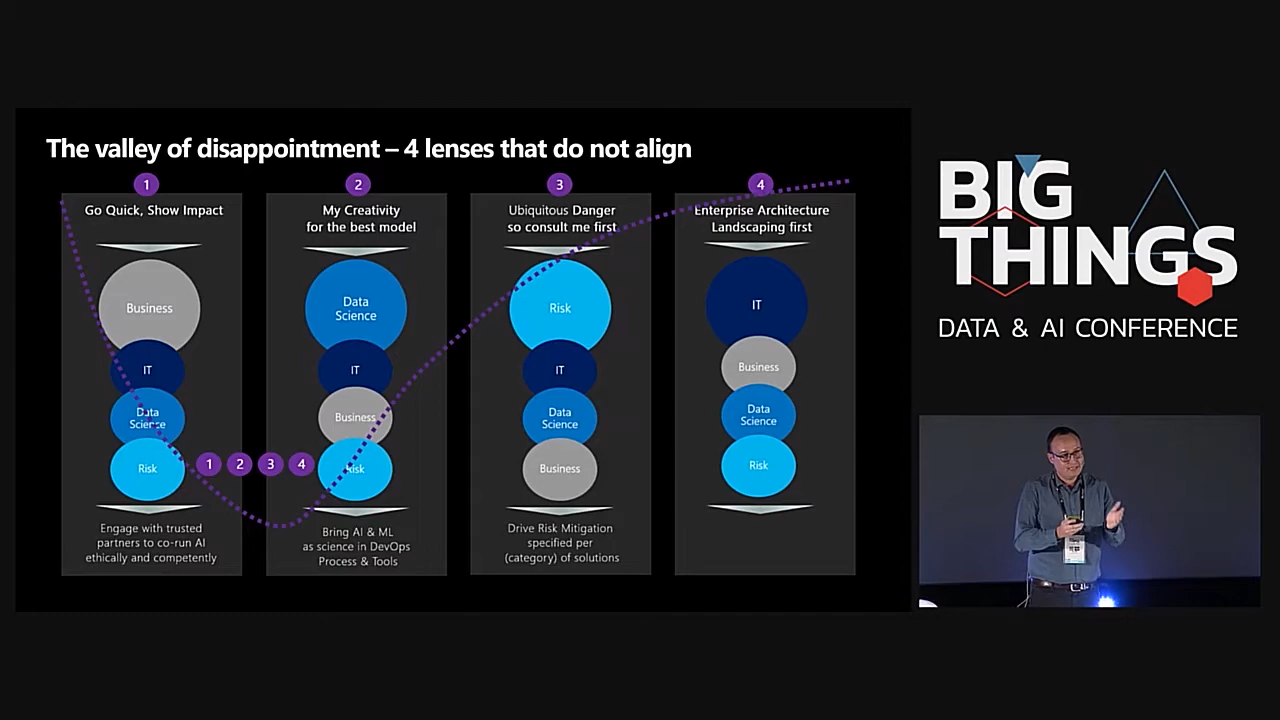 The valley of disappointment – 4 lenses that do not align
1
Go Quick, Show Impact
Business
IT
Data
Science
Risk
Engage with trusted
partners to co-run AI
ethically and competently
1 2 3 4
2
My Creativity
for the best model
Data
Science
IT
Business
Risk
Bring AI & ML
as science in DevOps
Process & Tools
3
Ubiquitous Danger
so consult me first
Risk
IT
Data
Science
Business
Drive Risk Mitigation
specified per
(category) of solutions
4
Enterprise Architecture
Landscaping first
IT
Business
Data
Science
Risk
BIG
THINGS
DATA & AI CONFERENCE